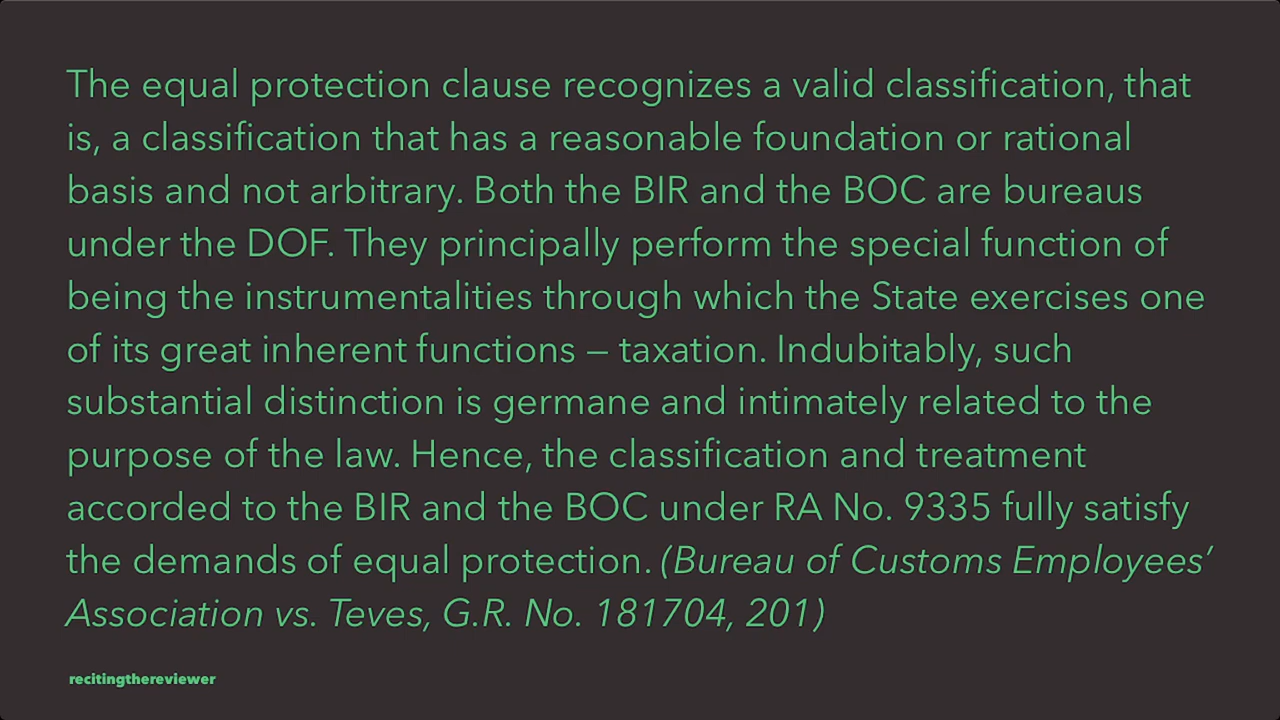 The equal protection clause recognizes a valid classification, that
is, a classification that has a reasonable foundation or rational
basis and not arbitrary. Both the BIR and the BOC are bureaus
under the DOF. They principally perform the special function of
being the instrumentalities through which the State exercises one
of its great inherent functions – taxation. Indubitably, such
substantial distinction is germane and intimately related to the
purpose of the law. Hence, the classification and treatment
accorded to the BIR and the BOC under RA No. 9335 fully satisfy
the demands of equal protection. (Bureau of Customs Employees’
Association vs. Teves, G.R. No. 181704, 201)
recitingthereviewer